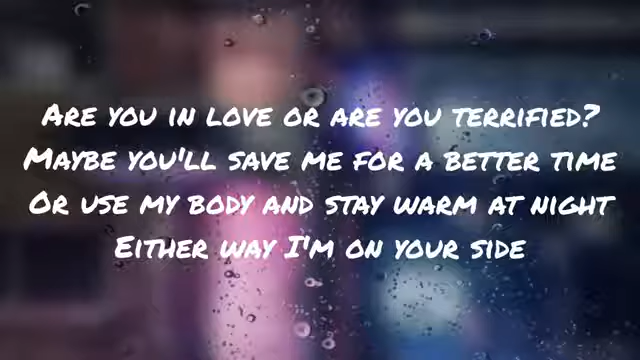 Are you in love or are you terrified?
Maybe you'll save me for a better time
Or use my body and stay warm at night
Either way I'm on your side